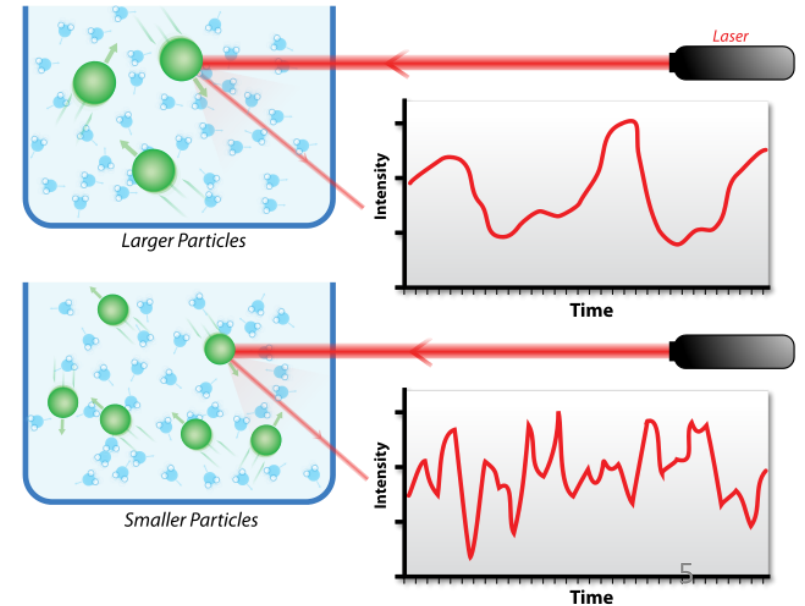 Laser
Intensity
Larger Particles
Time
Intensity
Smaller Particles
5
Time